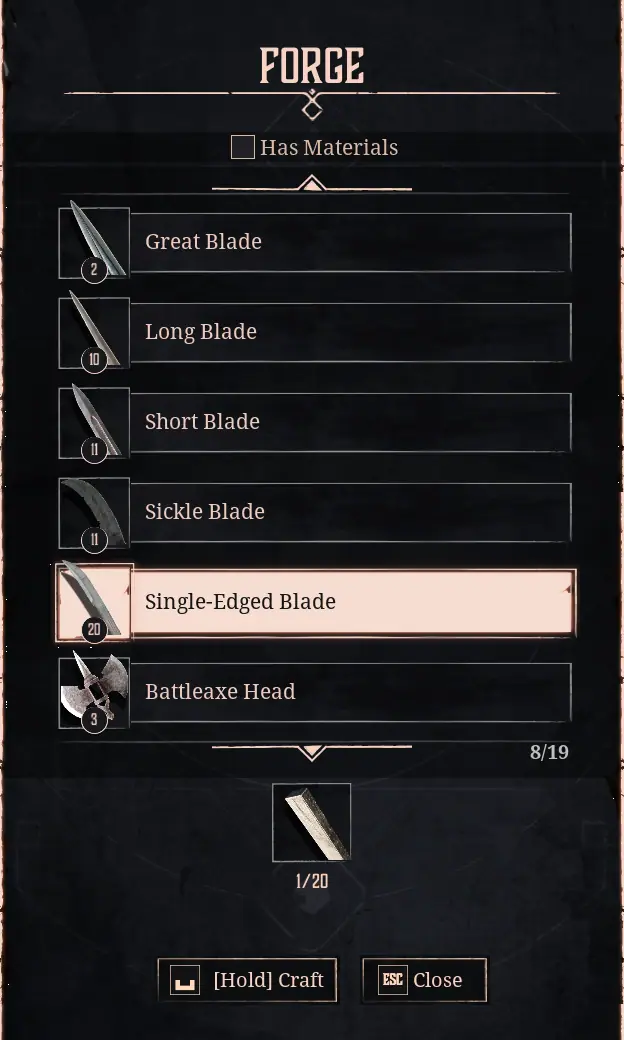 FORGE
Has Materials
Great Blade
2
Long Blade
10
Short Blade
11
Sickle Blade
11
Single-Edged Blade
20
Battleaxe Head
3
8/19
1/20
[Hold] Craft
ESC Close